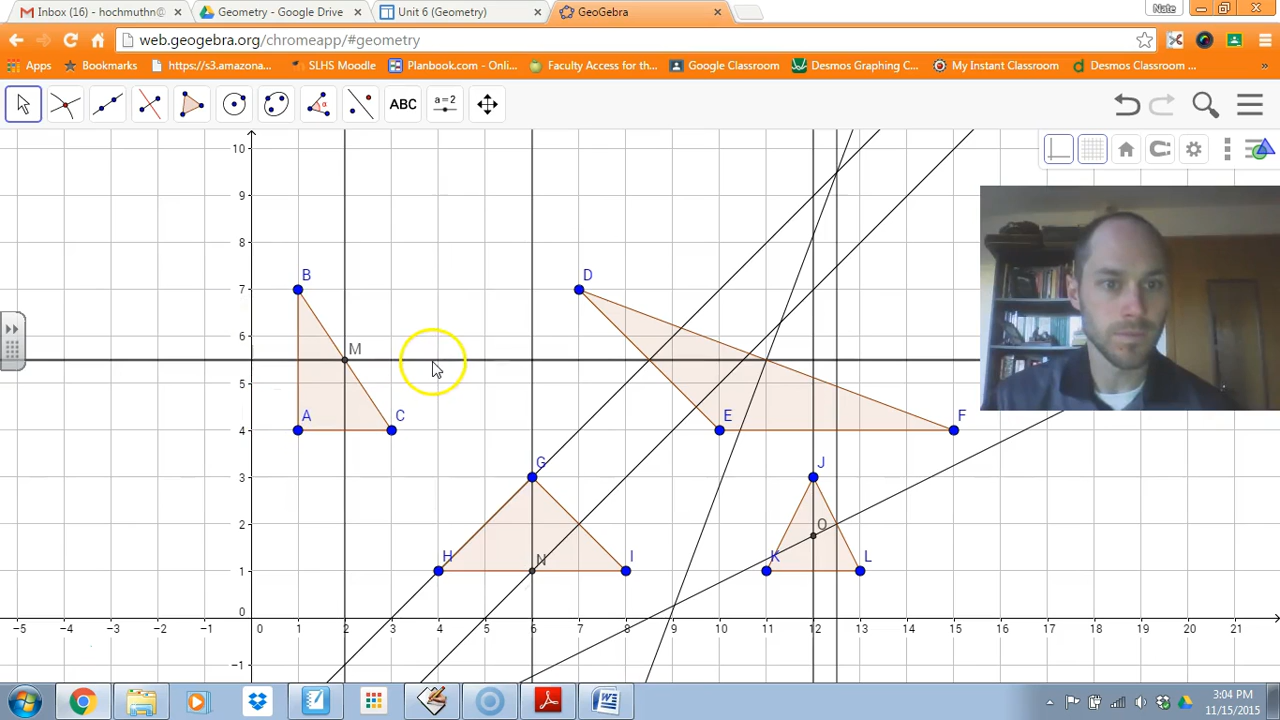 Inbox (15) - hochmuthn@ Geometry - Google Drive Unit 6 (Geometry) GeoGebra Nate
web.geogebra.org/chromeapp/#geometry
Apps Bookmarks https://s3.amazona... SLHS Moodle Planbook.com - Onl... Faculty Access for th... Google Classroom Desmos Graphing C... My Instant Classroom Desmos Classroom ...
ABC a=2
10
9
8
B D
7
6
M
5
A C E F
4
G J
3
2 O
H N I K L
1
0
-5 -4 -3 -2 -1 0 1 2 3 4 5 6 7 8 9 10 11 12 13 14 15 16 17 18 19 20 21
-1
3:04 PM
11/15/2015